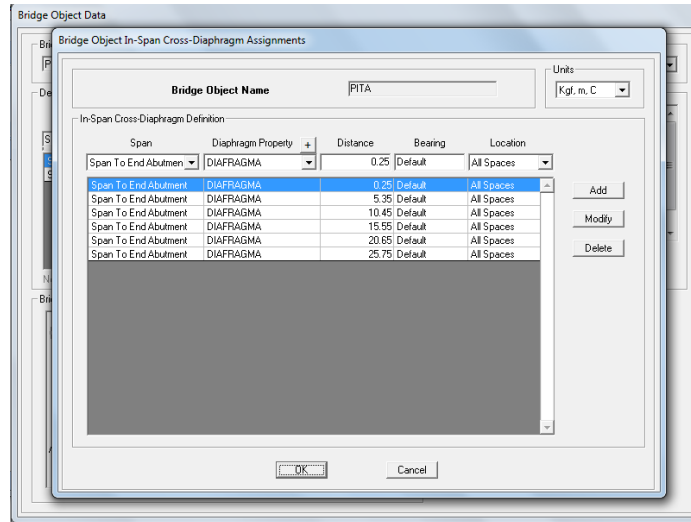 Bridge Object Data
Bridge Object In-Span Cross-Diaphragm Assignments
Bri
P
Units
Bridge Object Name PITA Kgf, m, C
De
In-Span Cross-Diaphragm Definition
Span Diaphragm Property + Distance Bearing Location
Span To End Abutmen DIAFRAGMA 0.25 Default All Spaces
Span To End Abutment DIAFRAGMA 0.25 Default All Spaces
Span To End Abutment DIAFRAGMA 5.35 Default All Spaces
Span To End Abutment DIAFRAGMA 10.45 Default All Spaces
Span To End Abutment DIAFRAGMA 15.55 Default All Spaces
Span To End Abutment DIAFRAGMA 20.65 Default All Spaces
Span To End Abutment DIAFRAGMA 25.75 Default All Spaces
Add
Modify
Delete
Bri
OK Cancel